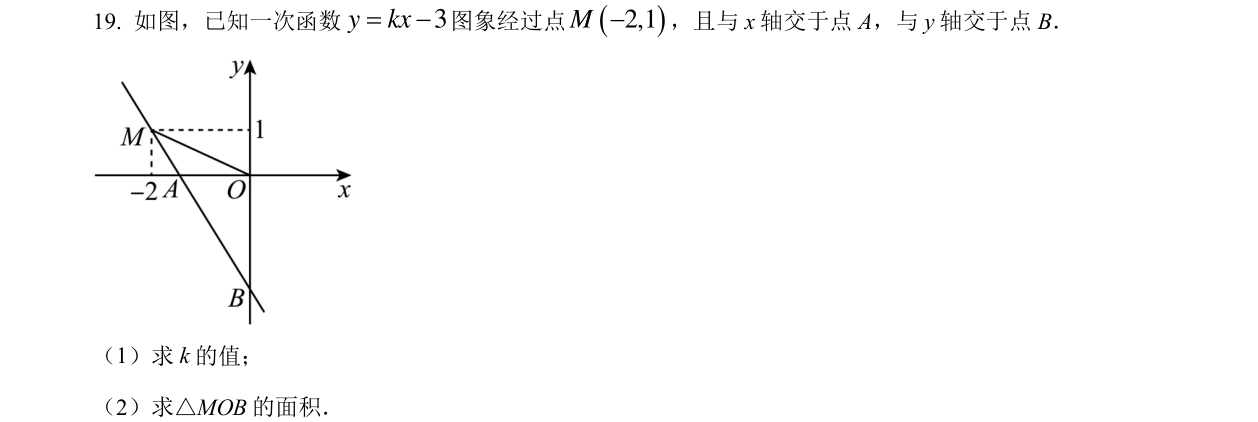 19. 如图，已知一次函数 y = kx − 3 图象经过点 M (−2,1)，且与 x 轴交于点 A，与 y 轴交于点 B.
y
M
1
−2 A O x
B
（1）求 k 的值；
（2）求△MOB 的面积.